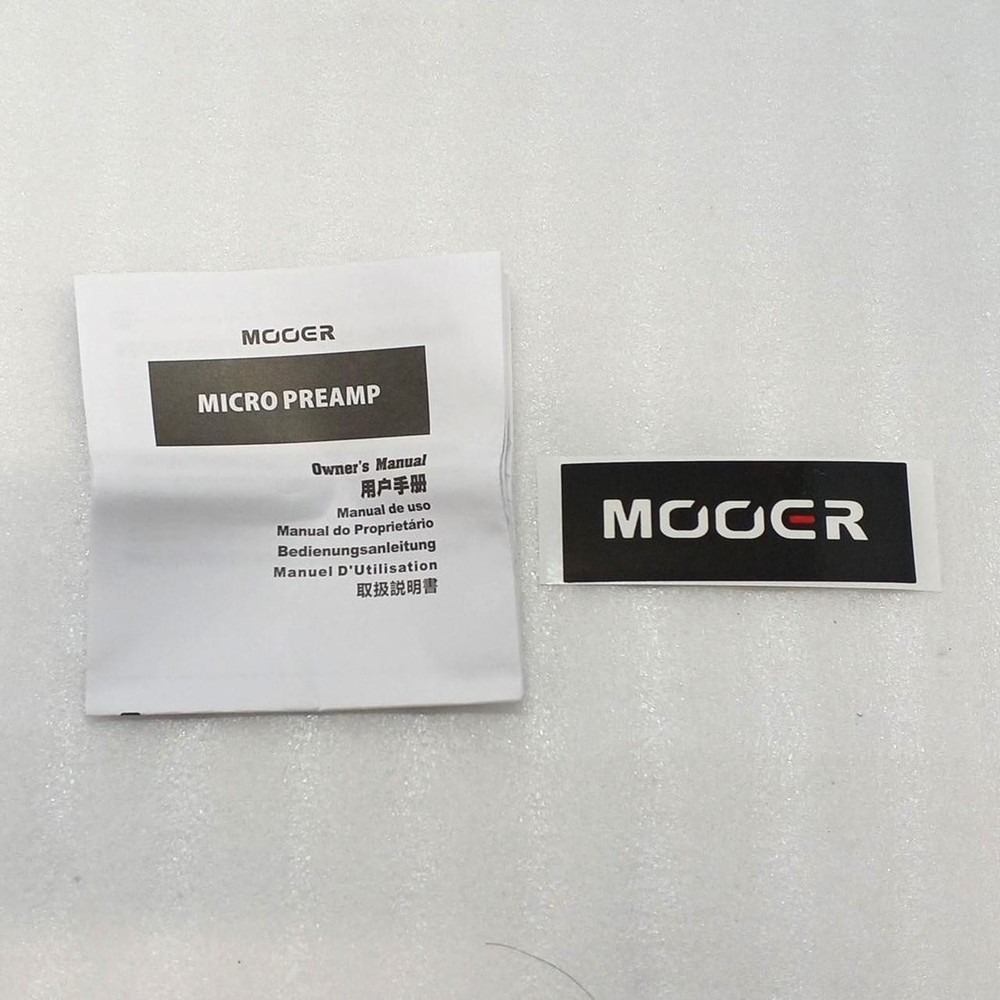 MOOER
MICRO PREAMP
Owner's Manual
用户手册
Manual de uso
Manual do Proprietário
Bedienungsanleitung
Manuel D'Utilisation
取扱説明書
MOOER